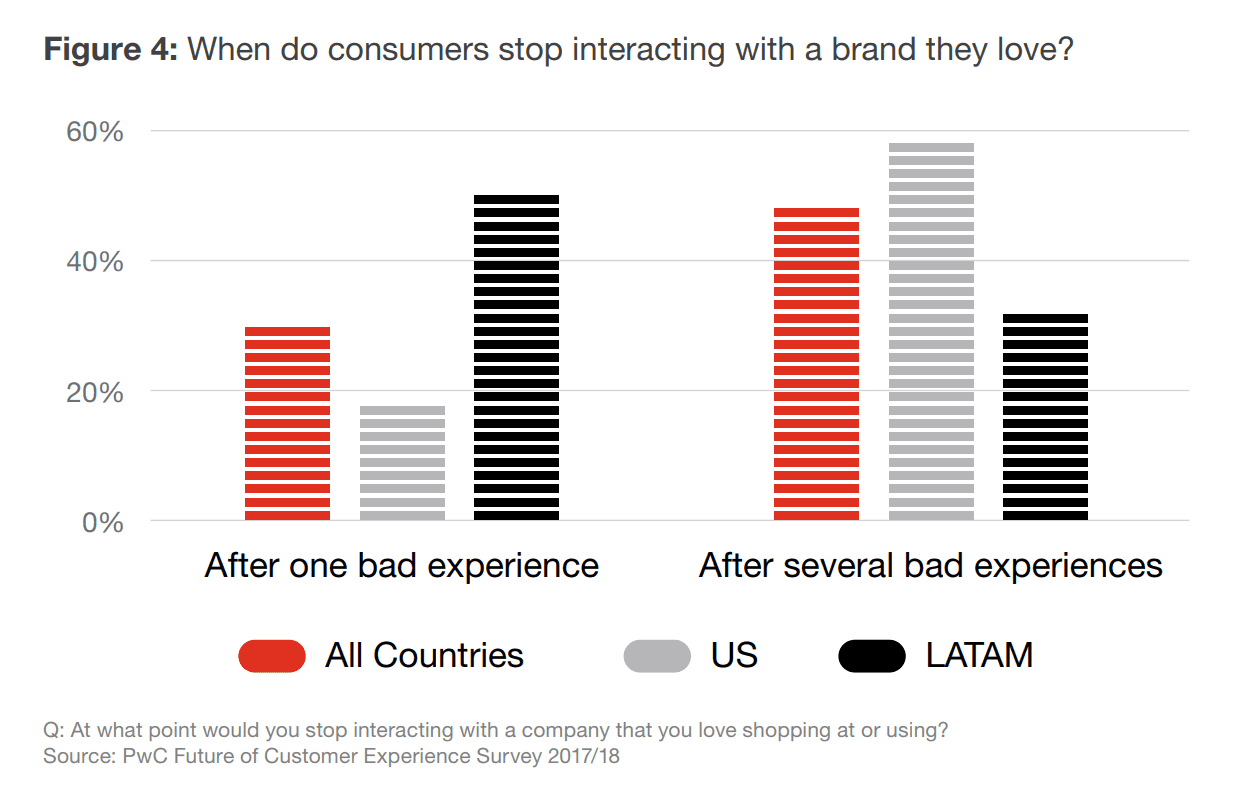 Figure 4: When do consumers stop interacting with a brand they love?
60%
40%
20%
0%
After one bad experience
After several bad experiences
All Countries
US
LATAM
Q: At what point would you stop interacting with a company that you love shopping at or using?
Source: PwC Future of Customer Experience Survey 2017/18